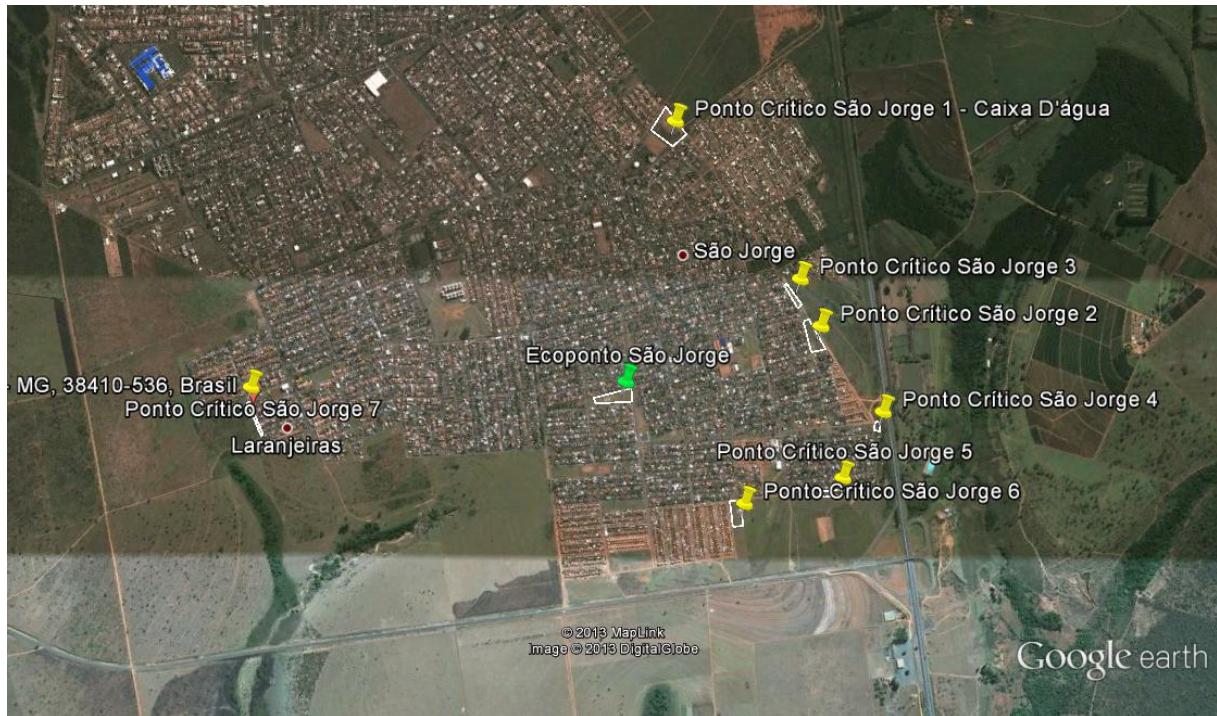 Ponto Crítico São Jorge 1 - Caixa D'água
São Jorge
Ponto Crítico São Jorge 3
Ponto Crítico São Jorge 2
Ecoponto São Jorge
- MG, 38410-536, Brasil
Ponto Crítico São Jorge 4
Ponto Crítico São Jorge 7
Laranjeiras
Ponto Crítico São Jorge 5
Ponto Crítico São Jorge 6
© 2013 MapLink
Image © 2013 DigitalGlobe
Google earth